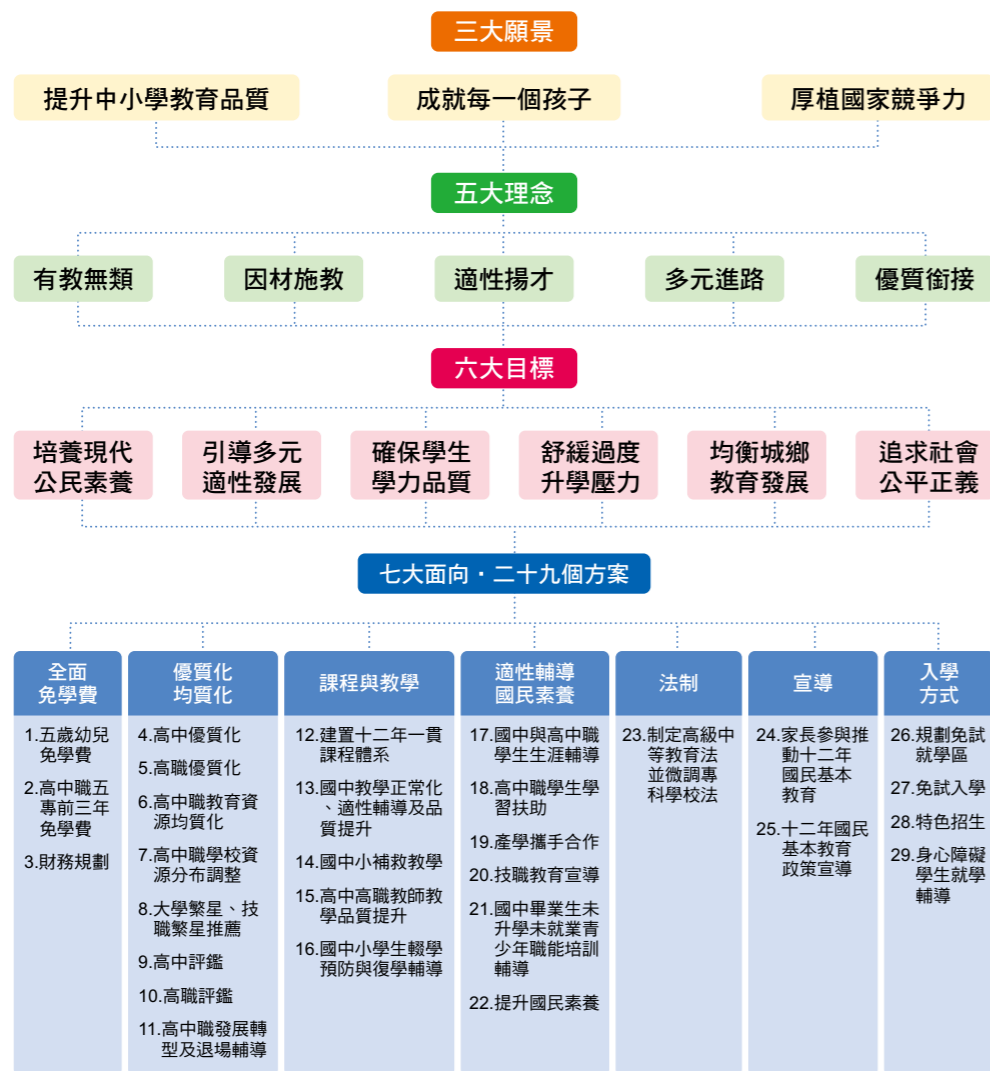 三大願景
提升中小學教育品質
成就每一個孩子
厚植國家競爭力
五大理念
有教無類
因材施教
適性揚才
多元進路
優質銜接
六大目標
培養現代
公民素養
引導多元
適性發展
確保學生
學力品質
舒緩過度
升學壓力
均衡城鄉
教育發展
追求社會
公平正義
七大面向・二十九個方案
全面
免學費
1.五歲幼兒
免學費
2.高中職五
專前三年
免學費
3.財務規劃
優質化
均質化
4.高中優質化
5.高職優質化
6.高中職教育資
源均質化
7.高中職學校資
源分布調整
8.大學繁星、技
職繁星推薦
9.高中評鑑
10.高職評鑑
11.高中職發展轉
型及退場輔導
課程與教學
12.建置十二年一貫
課程體系
13.國中教學正常化
、適性輔導及品
質提升
14.國中小補救教學
15.高中高職教師教
學品質提升
16.國中小學生輟學
預防與復學輔導
適性輔導
國民素養
17.國中與高中職
學生生涯輔導
18.高中職學生學
習扶助
19.產學攜手合作
20.技職教育宣導
21.國中畢業生未
升學未就業青
少年職能培訓
輔導
22.提升國民素養
法制
23.制定高級中
等教育法
並微調專
科學校法
宣導
24.家長參與推
動十二年
國民基本
教育
25.十二年國民
基本教育
政策宣導
入學
方式
26.規劃免試
就學區
27.免試入學
28.特色招生
29.身心障礙
學生就學
輔導